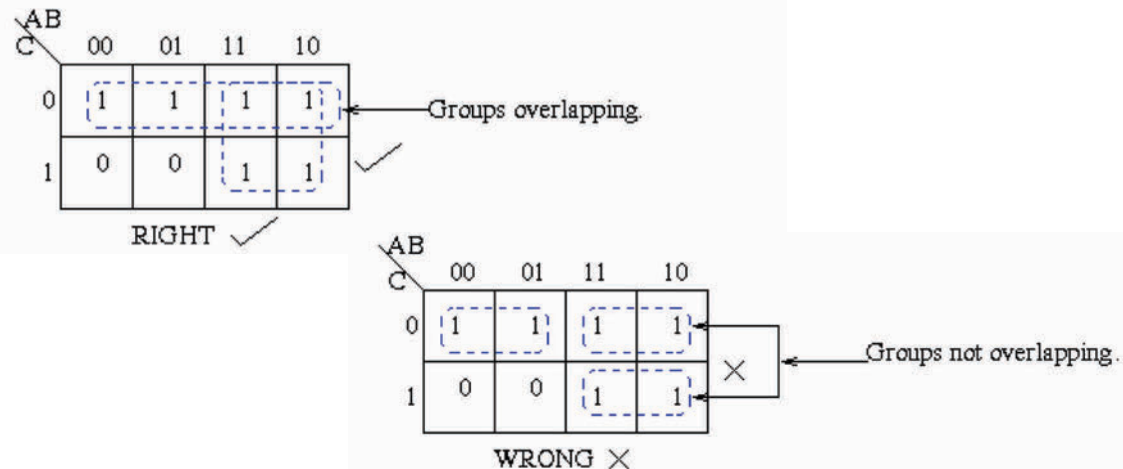 AB
C
00 01 11 10
0 1 1 1 1
Groups overlapping.
1 0 0 1 1
RIGHT
AB
C
00 01 11 10
0 1 1 1 1
Groups not overlapping.
1 0 0 1 1
WRONG